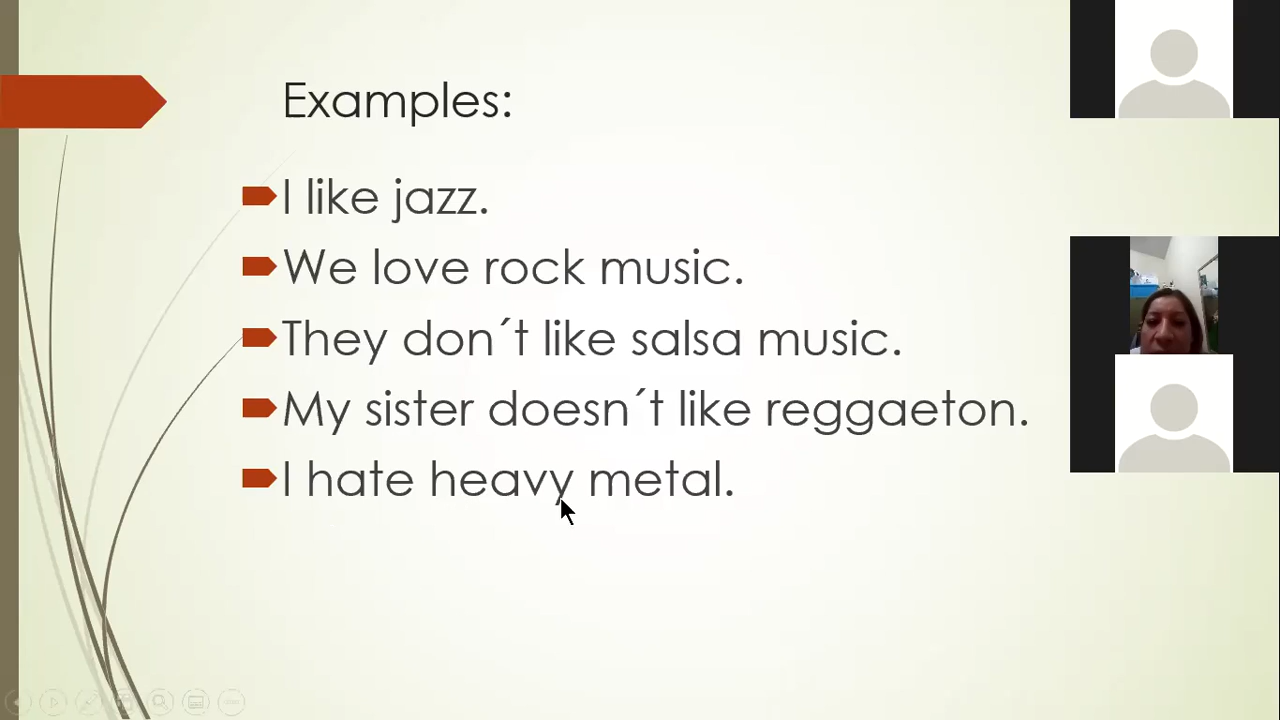 Examples:
I like jazz.
We love rock music.
They don´t like salsa music.
My sister doesn´t like reggaeton.
I hate heavy metal.